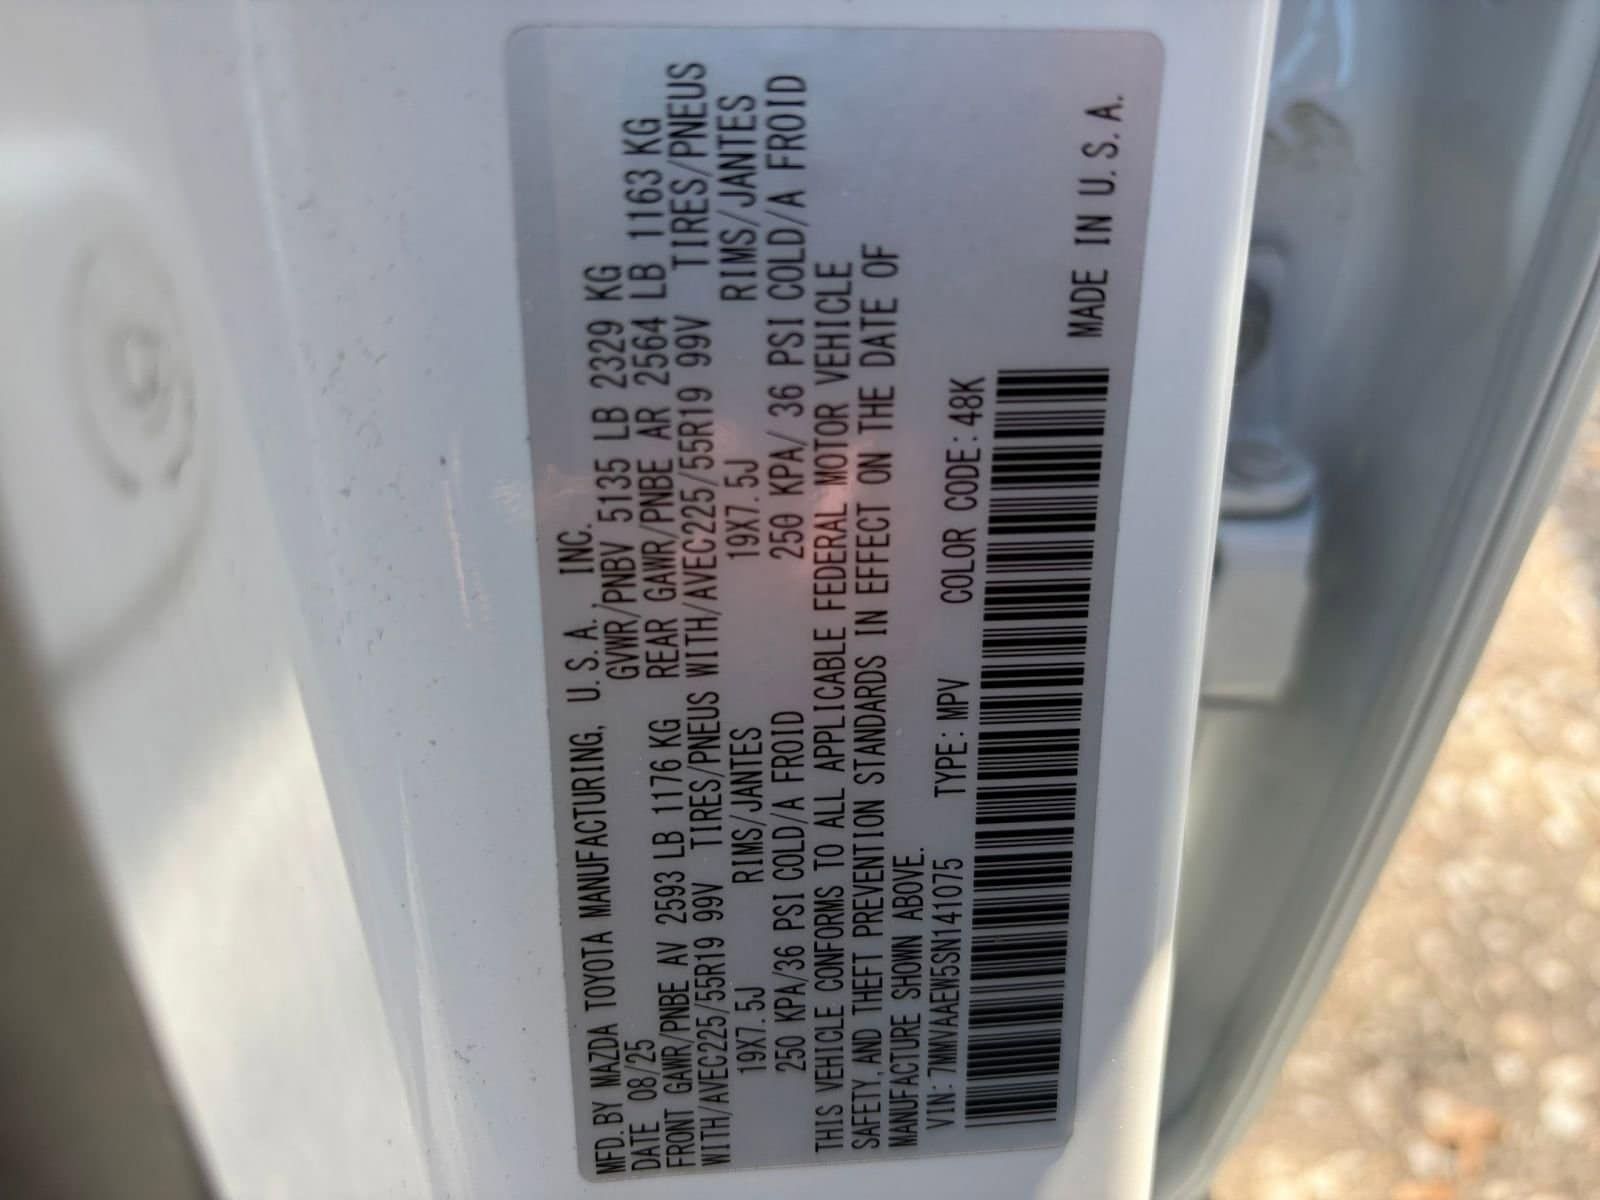 MFD. BY MAZDA TOYOTA MANUFACTURING, U.S.A. INC.
DATE 08/25 GVWR/PNBV 5135 LB 2329 KG
FRONT GAWR/PNBE AV 2593 LB 1176 KG REAR GAWR/PNBE AR 2564 LB 1163 KG
WITH/AVEC225/55R19 99V TIRES/PNEUS WITH/AVEC225/55R19 99V TIRES/PNEUS
19X7.5J RIMS/JANTES 19X7.5J RIMS/JANTES
250 KPA/36 PSI COLD/A FROID 250 KPA/ 36 PSI COLD/A FROID
THIS VEHICLE CONFORMS TO ALL APPLICABLE FEDERAL MOTOR VEHICLE
SAFETY, AND THEFT PREVENTION STANDARDS IN EFFECT ON THE DATE OF
MANUFACTURE SHOWN ABOVE.
VIN: 7MMVAAEW5SN141075 TYPE: MPV COLOR CODE: 48K
MADE IN U.S.A.